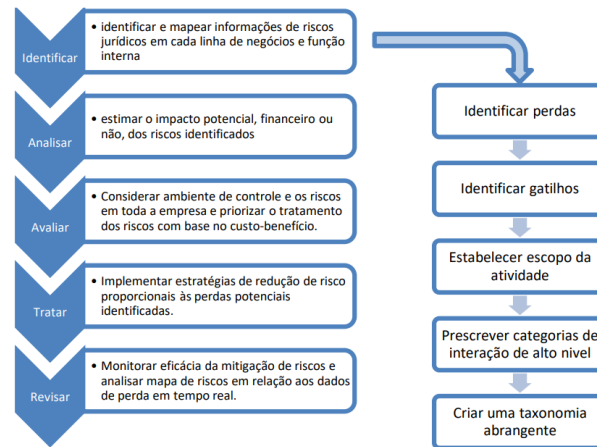 Identificar
• identificar e mapear informações de riscos
jurídicos em cada linha de negócios e função
interna
Analisar
• estimar o impacto potencial, financeiro ou
não, dos riscos identificados
Avaliar
• Considerar ambiente de controle e os riscos
em toda a empresa e priorizar o tratamento
dos riscos com base no custo-benefício.
Tratar
• Implementar estratégias de redução de risco
proporcionais às perdas potenciais
identificadas.
Revisar
• Monitorar eficácia da mitigação de riscos e
analisar mapa de riscos em relação aos dados
de perda em tempo real.
Identificar perdas
Identificar gatilhos
Estabelecer escopo da
atividade
Prescrever categorias de
interação de alto nivel
Criar uma taxonomia
abrangente